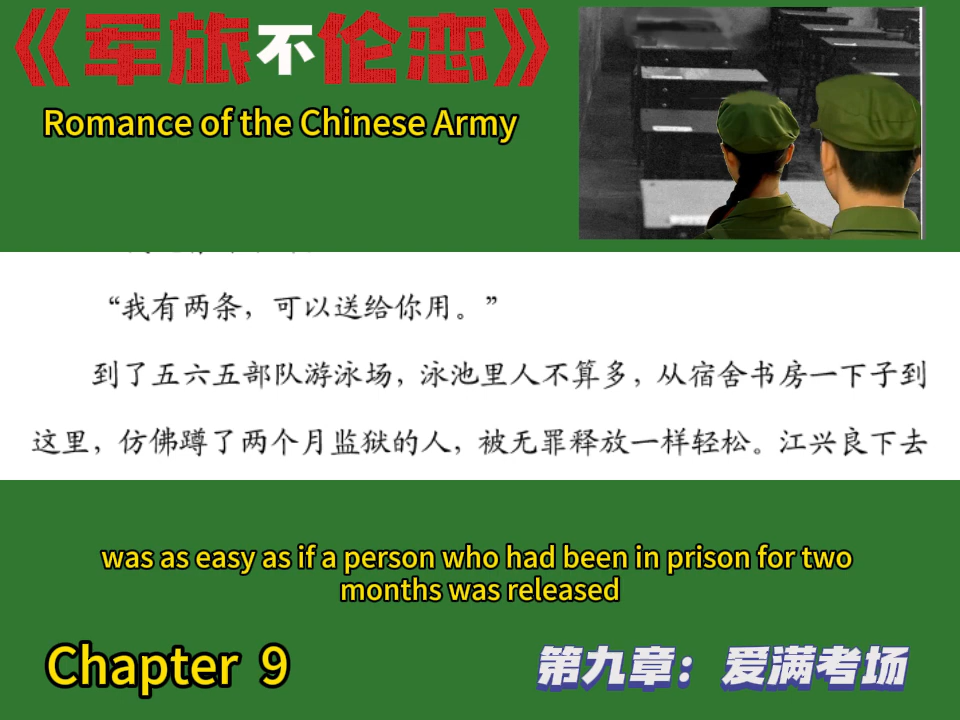 《军旅不伦恋》
Romance of the Chinese Army
“我有两条，可以送给你用。”
到了五六五部队游泳场，泳池里人不算多，从宿舍书房一下子到
这里，仿佛蹲了两个月监狱的人，被无罪释放一样轻松。江兴良下去
was as easy as if a person who had been in prison for two
months was released
Chapter 9
第九章：爱满考场